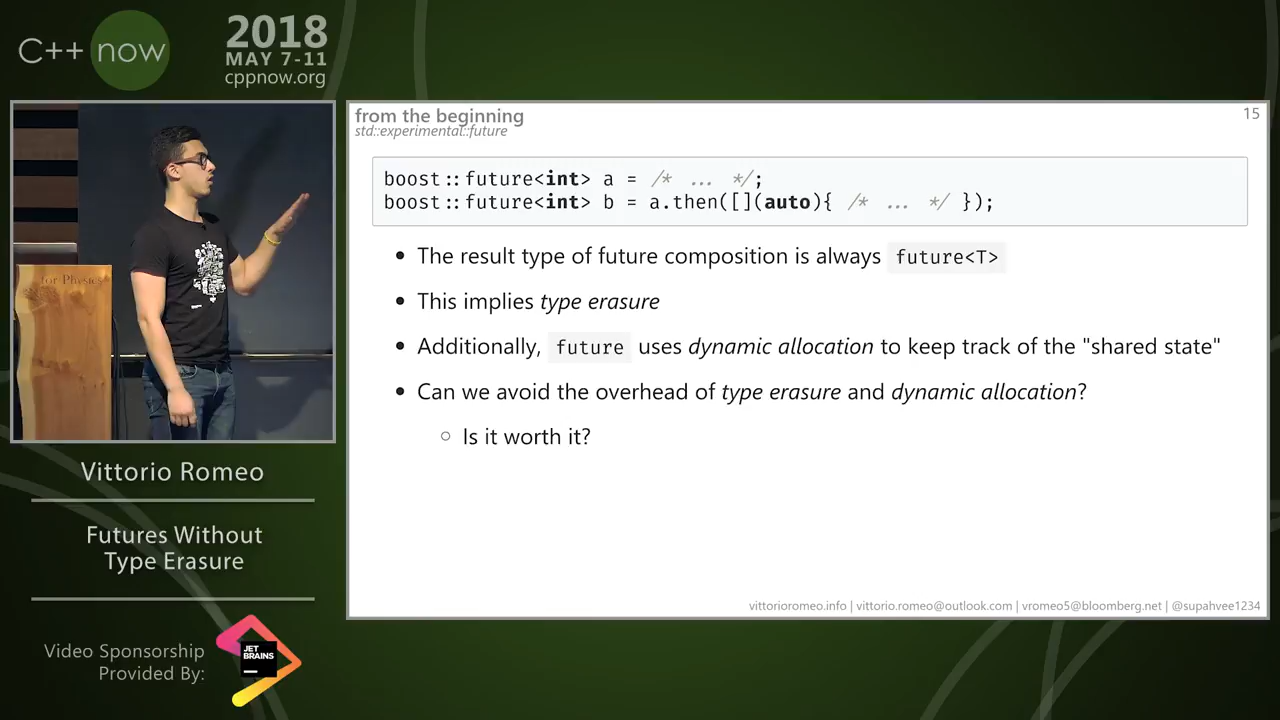 C++ now
2018
MAY 7-11
cppnow.org
for Physics
Vittorio Romeo
Futures Without
Type Erasure
Video Sponsorship
Provided By:
JET
BRAINS
from the beginning
15
std::experimental::future
boost::future<int> a = /* ... */;
boost::future<int> b = a.then([](auto){ /* ... */ });
• The result type of future composition is always future<T>
• This implies type erasure
• Additionally, future uses dynamic allocation to keep track of the "shared state"
• Can we avoid the overhead of type erasure and dynamic allocation?
○ Is it worth it?
vittorioromeo.info | vittorio.romeo@outlook.com | vromeo5@bloomberg.net | @supahvee1234